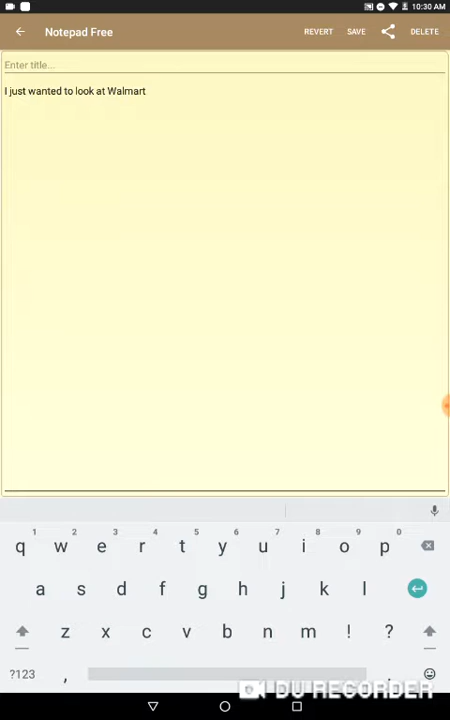 10:30 AM
Notepad Free
REVERT
SAVE
DELETE
Enter title...
I just wanted to look at Walmart
1 2 3 4 5 6 7 8 9 0
q w e r t y u i o p
a s d f g h j k l
z x c v b n m ! ?
?123 , .
DU RECORDER